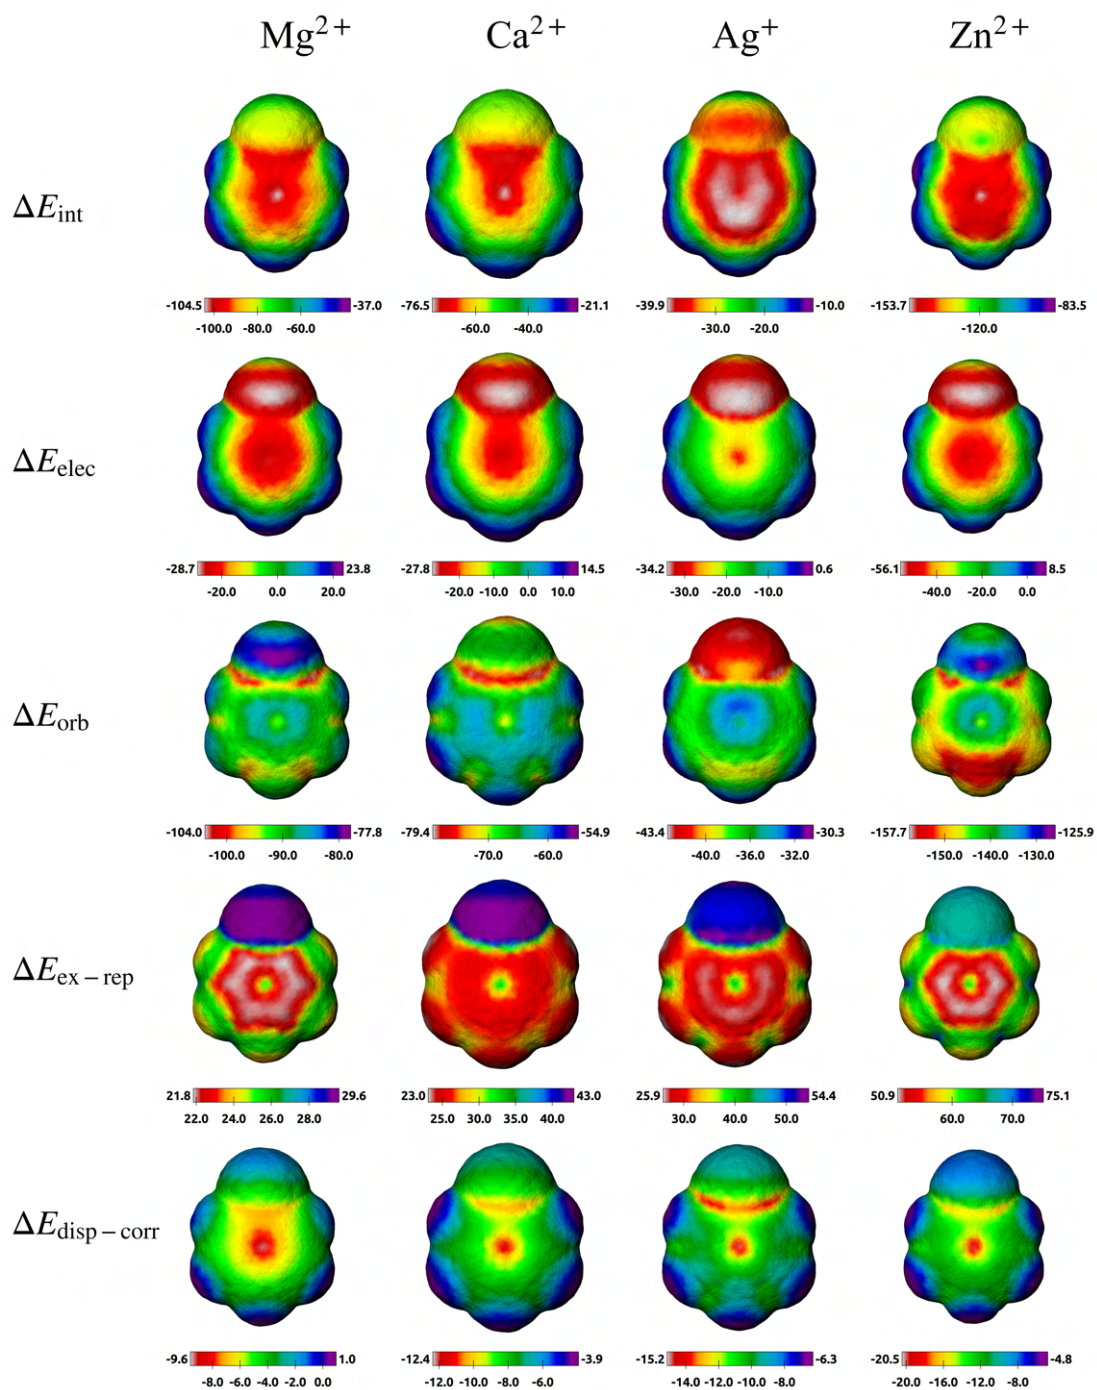 Mg2+ Ca2+ Ag+ Zn2+
ΔEint
-104.5 -37.0 -76.5 -21.1 -39.9 -10.0 -153.7 -83.5
-100.0 -80.0 -60.0 -60.0 -40.0 -30.0 -20.0 -120.0
ΔEelec
-28.7 23.8 -27.8 14.5 -34.2 0.6 -56.1 8.5
-20.0 0.0 20.0 -20.0 -10.0 0.0 10.0 -30.0 -20.0 -10.0 -40.0 -20.0 0.0
ΔEorb
-104.0 -77.8 -79.4 -54.9 -43.4 -30.3 -157.7 -125.9
-100.0 -90.0 -80.0 -70.0 -60.0 -40.0 -36.0 -32.0 -150.0 -140.0 -130.0
ΔEex – rep
21.8 29.6 23.0 43.0 25.9 54.4 50.9 75.1
22.0 24.0 26.0 28.0 25.0 30.0 35.0 40.0 30.0 40.0 50.0 60.0 70.0
ΔEdisp – corr
-9.6 1.0 -12.4 -3.9 -15.2 -6.3 -20.5 -4.8
-8.0 -6.0 -4.0 -2.0 0.0 -12.0 -10.0 -8.0 -6.0 -14.0 -12.0 -10.0 -8.0 -20.0 -16.0 -12.0 -8.0